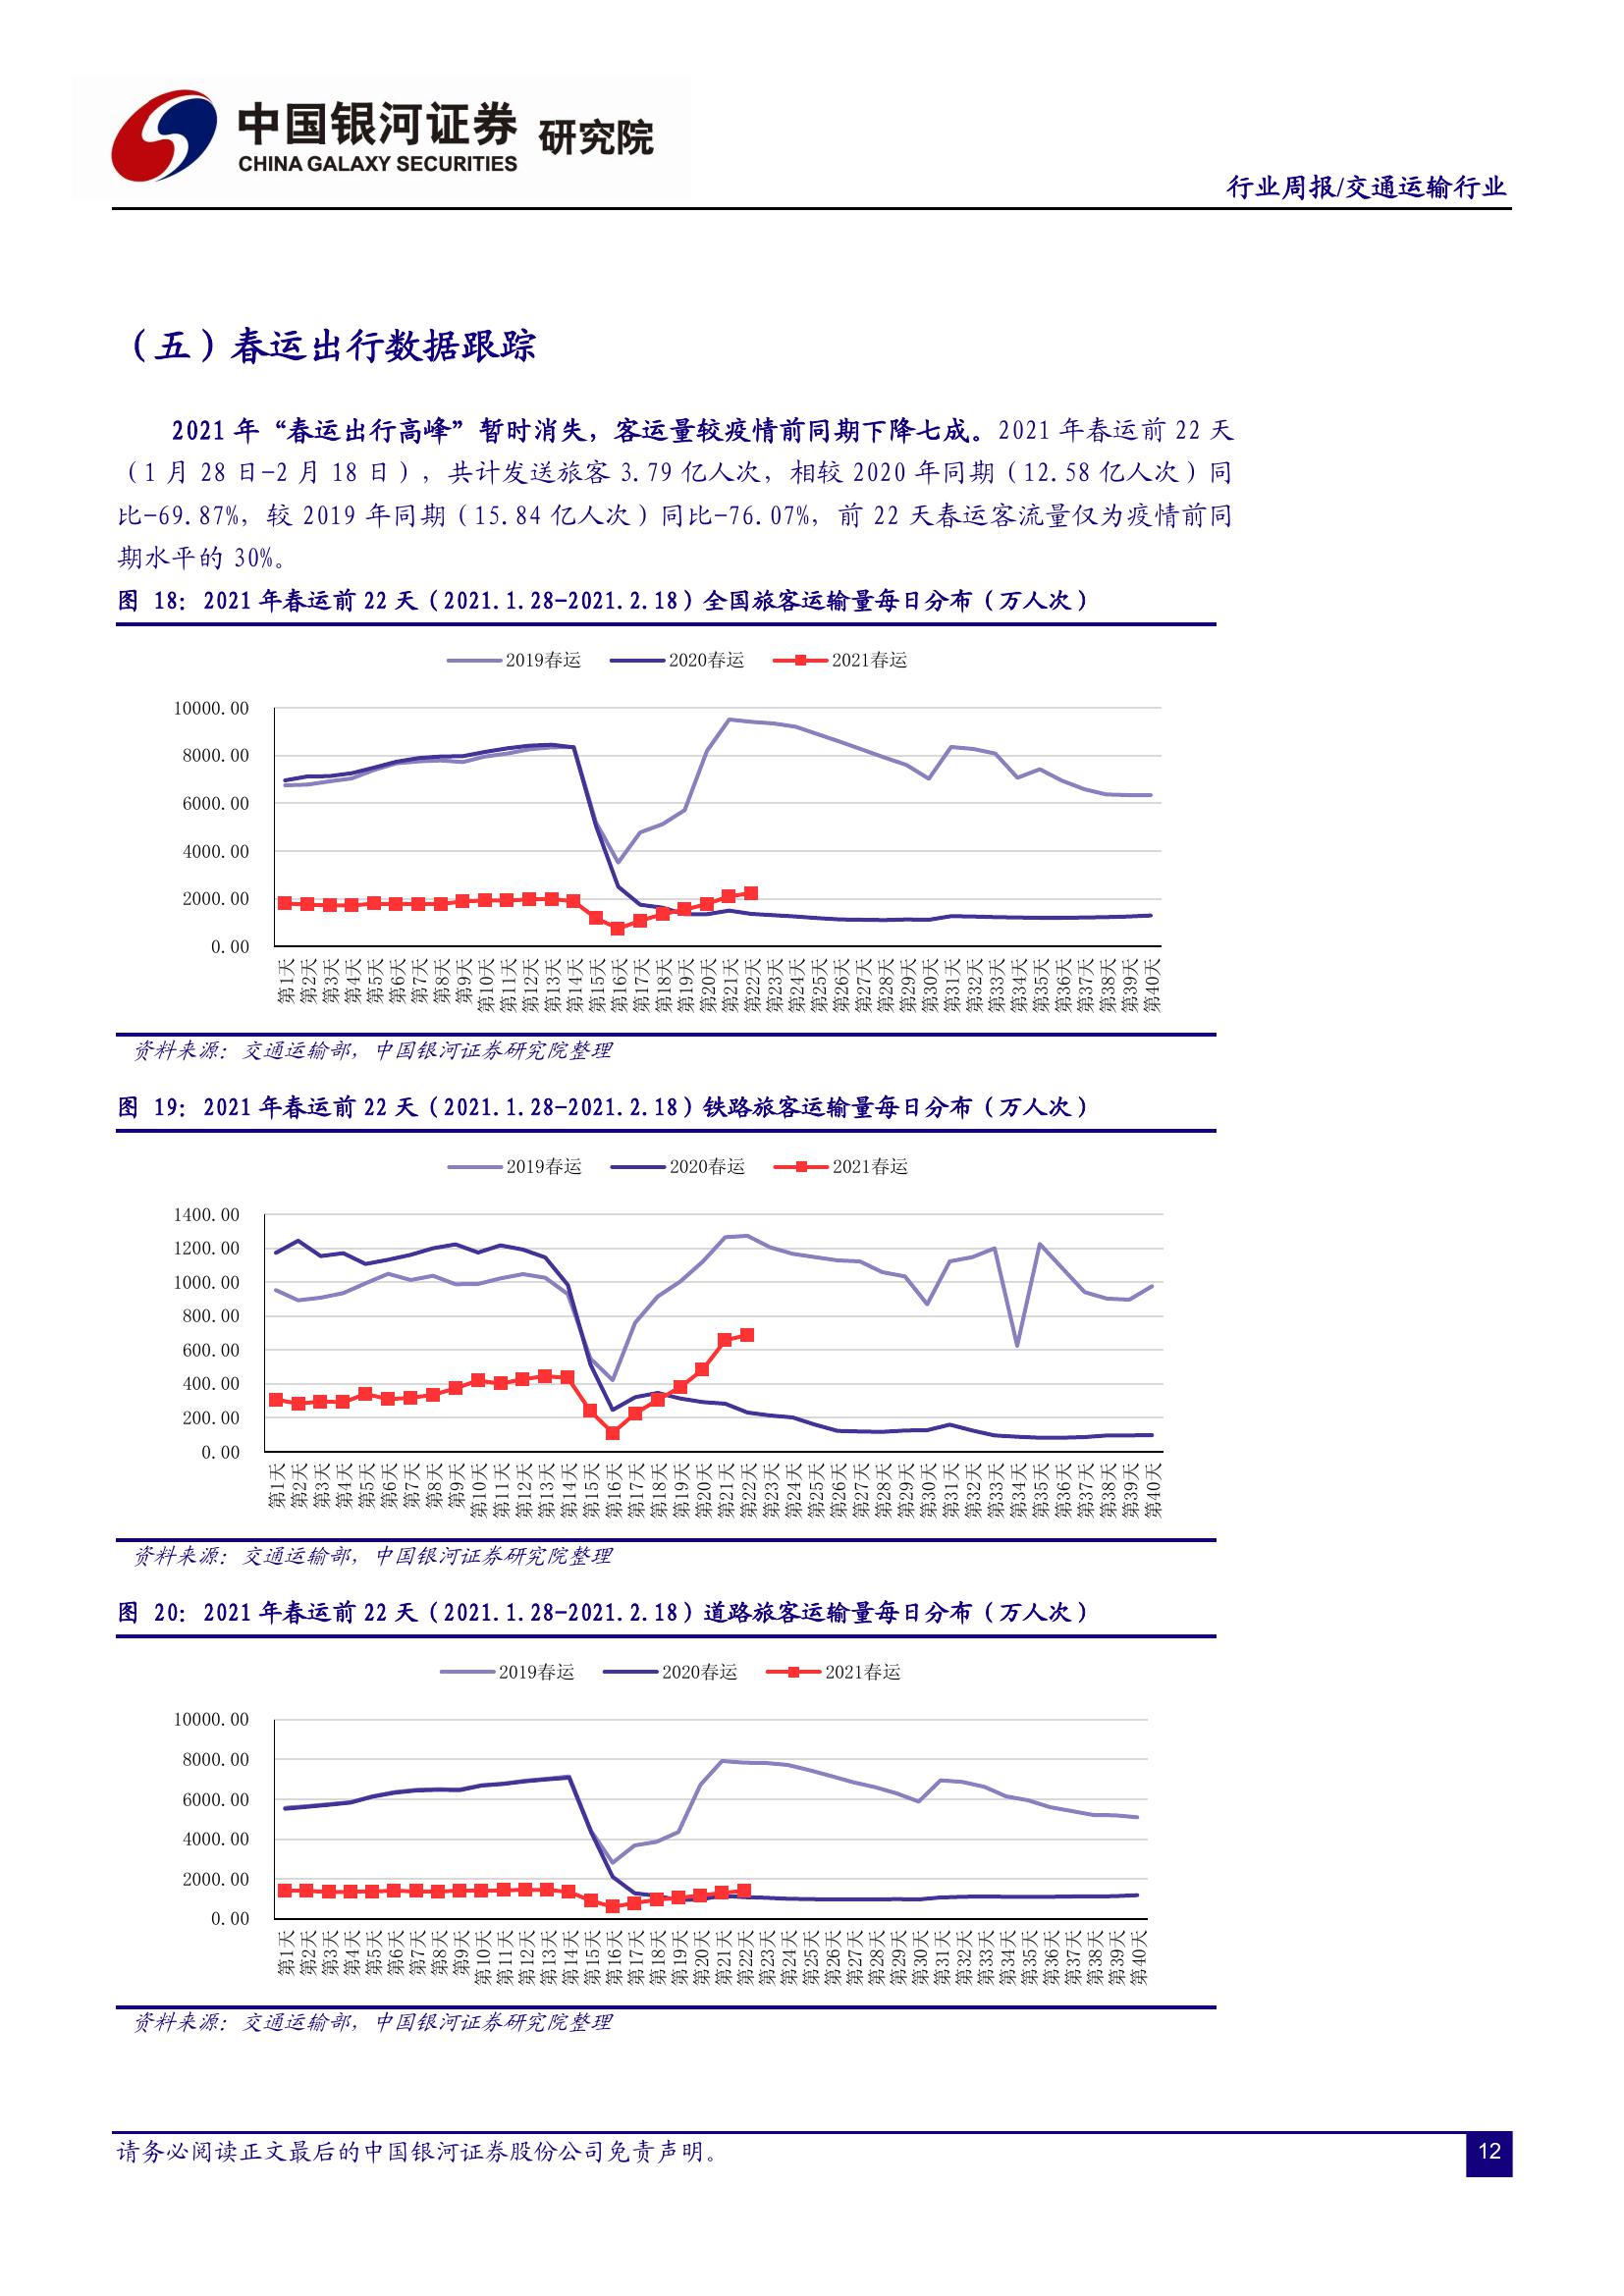 中国银河证券 研究院
CHINA GALAXY SECURITIES
行业周报/交通运输行业
（五）春运出行数据跟踪
2021 年“春运出行高峰”暂时消失，客运量较疫情前同期下降七成。2021 年春运前 22 天
（1 月 28 日-2 月 18 日），共计发送旅客 3.79 亿人次，相较 2020 年同期（12.58 亿人次）同
比-69.87%，较 2019 年同期（15.84 亿人次）同比-76.07%，前 22 天春运客流量仅为疫情前同
期水平的 30%。
图 18：2021 年春运前 22 天（2021.1.28-2021.2.18）全国旅客运输量每日分布（万人次）
2019春运 2020春运 2021春运
10000.00
8000.00
6000.00
4000.00
2000.00
0.00
第1天 第2天 第3天 第4天 第5天 第6天 第7天 第8天 第9天 第10天 第11天 第12天 第13天 第14天 第15天 第16天 第17天 第18天 第19天 第20天 第21天 第22天 第23天 第24天 第25天 第26天 第27天 第28天 第29天 第30天 第31天 第32天 第33天 第34天 第35天 第36天 第37天 第38天 第39天 第40天
资料来源：交通运输部，中国银河证券研究院整理
图 19：2021 年春运前 22 天（2021.1.28-2021.2.18）铁路旅客运输量每日分布（万人次）
2019春运 2020春运 2021春运
1400.00
1200.00
1000.00
800.00
600.00
400.00
200.00
0.00
第1天 第2天 第3天 第4天 第5天 第6天 第7天 第8天 第9天 第10天 第11天 第12天 第13天 第14天 第15天 第16天 第17天 第18天 第19天 第20天 第21天 第22天 第23天 第24天 第25天 第26天 第27天 第28天 第29天 第30天 第31天 第32天 第33天 第34天 第35天 第36天 第37天 第38天 第39天 第40天
资料来源：交通运输部，中国银河证券研究院整理
图 20：2021 年春运前 22 天（2021.1.28-2021.2.18）道路旅客运输量每日分布（万人次）
2019春运 2020春运 2021春运
10000.00
8000.00
6000.00
4000.00
2000.00
0.00
第1天 第2天 第3天 第4天 第5天 第6天 第7天 第8天 第9天 第10天 第11天 第12天 第13天 第14天 第15天 第16天 第17天 第18天 第19天 第20天 第21天 第22天 第23天 第24天 第25天 第26天 第27天 第28天 第29天 第30天 第31天 第32天 第33天 第34天 第35天 第36天 第37天 第38天 第39天 第40天
资料来源：交通运输部，中国银河证券研究院整理
请务必阅读正文最后的中国银河证券股份公司免责声明。
12